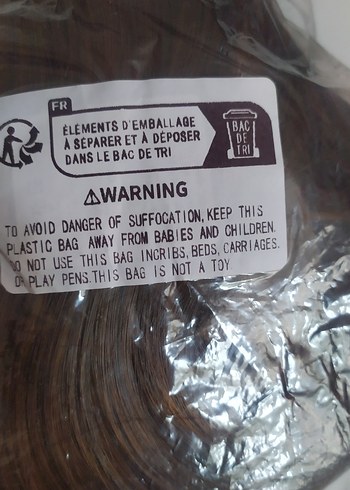 FR
ÉLEMENTS D'EMBALLAGE
À SEPARER ET À DÉPOSER
DANS LE BAC DE TRI
BAC
DE
TRI
WARNING
TO AVOID DANGER OF SUFFOCATION, KEEP THIS
PLASTIC BAG AWAY FROM BABIES AND CHILDREN.
DO NOT USE THIS BAG INCRIBS, BEDS, CARRIAGES.
OR PLAY PENS.THIS BAG IS NOT A TOY